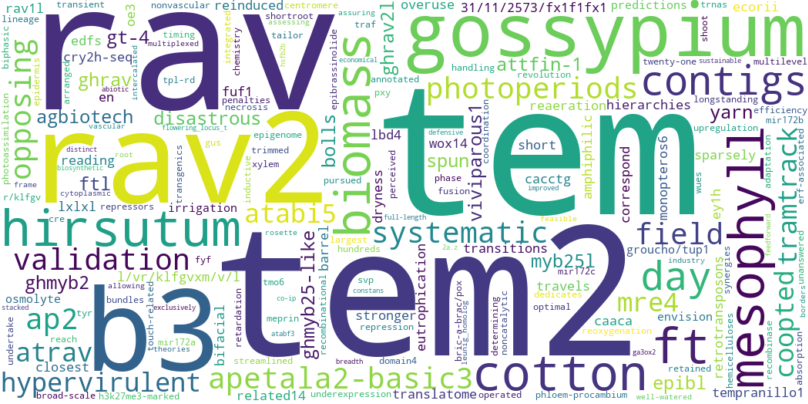 rav
tem
gossypium
rav2
tem2
b3
hirsutum
cotton
biomass
mesophyll
contigs
photoperiods
systematic
field
day
ft
validation
opposing
ap2
atrav
hypervirulent
apetala2-basic3
agbiotech
disastrous
atabi5
ghrav
gt-4
rav1l
lineage
transient
centromere
reinduced
oe3
biphasic
edfs
timing
cry2h-seq
integrated
shortroot
assessing
multiplexed
tailor
chemistry
arranged
intercalated
epidermis
fuf1
tpl-rd
hsfb2b
en
penalties
abiotic
necrosis
epibrassinolide
photoassimilation
distinct
vascular
annotated
flowering_locus_t
epigenome
trimmed
reading
root
gus
xylem
transgenics
inductive
biosynthetic
ftl
lxlxl
frame
r/klfgv
cytoplasmic
repressors
irrigation
cre
rosette
largest
fyf
hundreds
ghmyb2
l/vr/klfgvxm/v/l
osmolyte
tyr
bundles
allowing
stacked
reach
undertake
touch-related
exclusively
mir172a
theories
closest
broad-scale
h3k27me3-marked
related14
bifacial
retardation
tmo6
co-ip
meprin
atabf3
streamlined
underexpression
recombinational
barrel
ghmyb25-like
svp
constans
repression
domain4
breadth
leunig_homolog
translatome
operated
eutrophication
bric-a-brac/pox
determining
noncatalytic
stronger
transitions
travels
dedicates
optimal
reoxygenation
industry
phloem-procambium
well-watered
retained
ga3ox2
epibl
envision
caaca
mre4
myb25l
mir172c
groucho/tup1
ey1h
synergies
retrotransposons
hemicelluloses
recombinase
absorption
tempranillo1
borders
unanswered
feedforward
tramtrack
coopted
wues
adaptation
erf-associated
mir172b
efficiency
yarn
longstanding
sparsely
upregulation
hierarchies
multilevel
sustainable
revolution
handling
twenty-one
economical
trnas
predictions
shoot
ecorii
31/11/2573/fx1f1fx1
overuse
ghrav2l
assuring
traf
pxy
attfin-1
reaeration
amphiphilic
short
correspond
monopteros6
feasible
improved
cacctg
fusion
phase
defensive
coordination
viviparous1
wox14
lbd4
spun
perceived
dryness
pursued
bolls
full-length